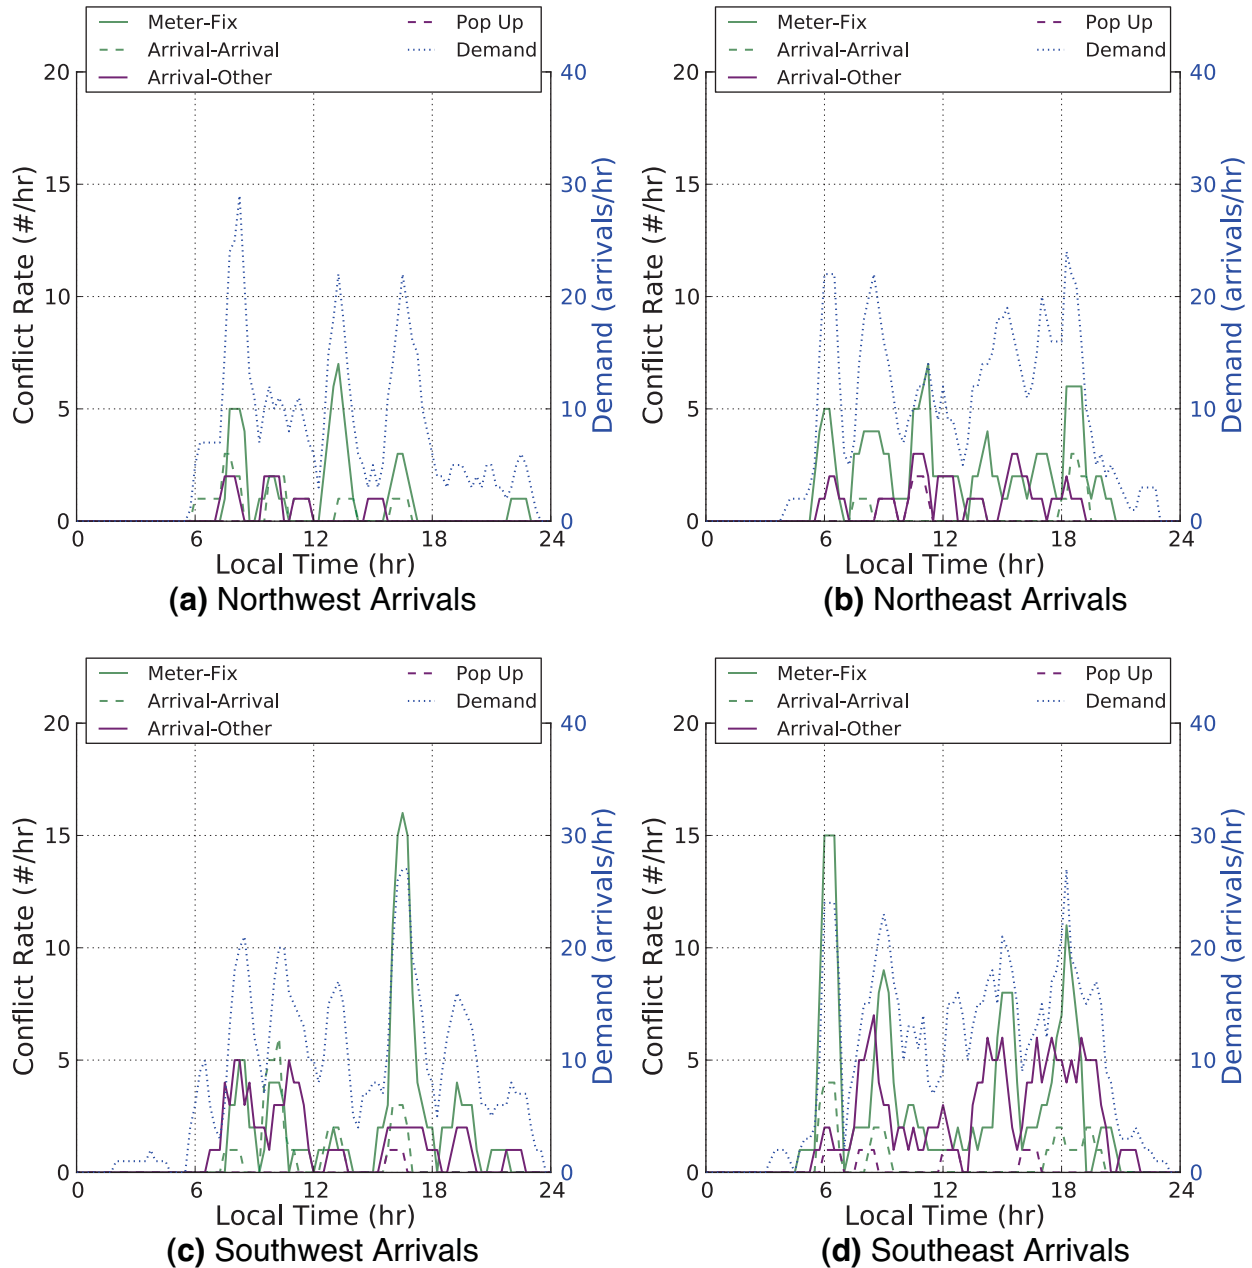 Meter-Fix
Arrival-Arrival
Arrival-Other
Pop Up
Demand
20
15
10
5
0
Conflict Rate (#/hr)
40
30
20
10
0
Demand (arrivals/hr)
0 6 12 18 24
Local Time (hr)
(a) Northwest Arrivals
Meter-Fix
Arrival-Arrival
Arrival-Other
Pop Up
Demand
20
15
10
5
0
Conflict Rate (#/hr)
40
30
20
10
0
Demand (arrivals/hr)
0 6 12 18 24
Local Time (hr)
(b) Northeast Arrivals
Meter-Fix
Arrival-Arrival
Arrival-Other
Pop Up
Demand
20
15
10
5
0
Conflict Rate (#/hr)
40
30
20
10
0
Demand (arrivals/hr)
0 6 12 18 24
Local Time (hr)
(c) Southwest Arrivals
Meter-Fix
Arrival-Arrival
Arrival-Other
Pop Up
Demand
20
15
10
5
0
Conflict Rate (#/hr)
40
30
20
10
0
Demand (arrivals/hr)
0 6 12 18 24
Local Time (hr)
(d) Southeast Arrivals